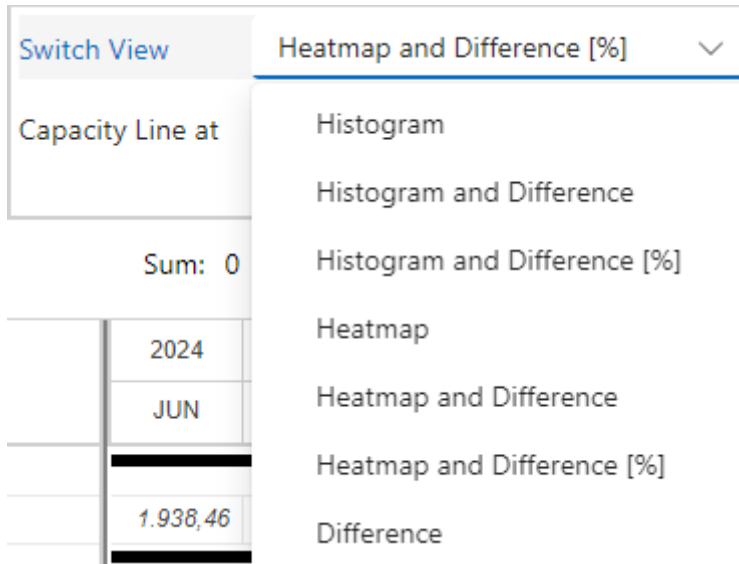 Switch View Heatmap and Difference [%]
Capacity Line at
Histogram
Histogram and Difference
Histogram and Difference [%]
Heatmap
Heatmap and Difference
Heatmap and Difference [%]
Difference
Sum: 0
2024
JUN
1.938,46